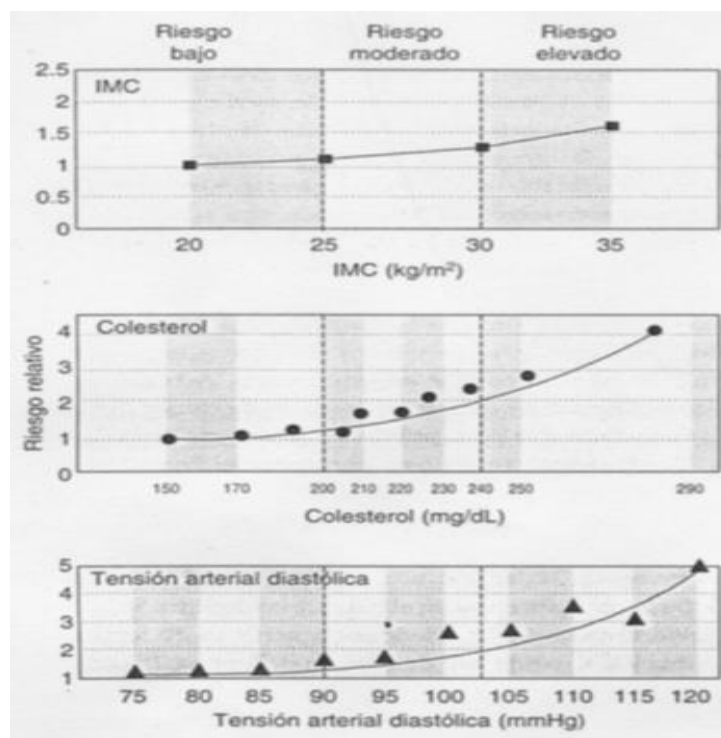 Riesgo bajo
Riesgo moderado
Riesgo elevado
2.5
IMC
2
1.5
1
0.5
0
20 25 30 35
IMC (kg/m²)
Riesgo relativo
4
Colesterol
3
2
1
0
150 170 200 210 220 230 240 250 290
Colesterol (mg/dL)
5
Tensión arterial diastólica
4
3
2
1
75 80 85 90 95 100 105 110 115 120
Tensión arterial diastólica (mmHg)